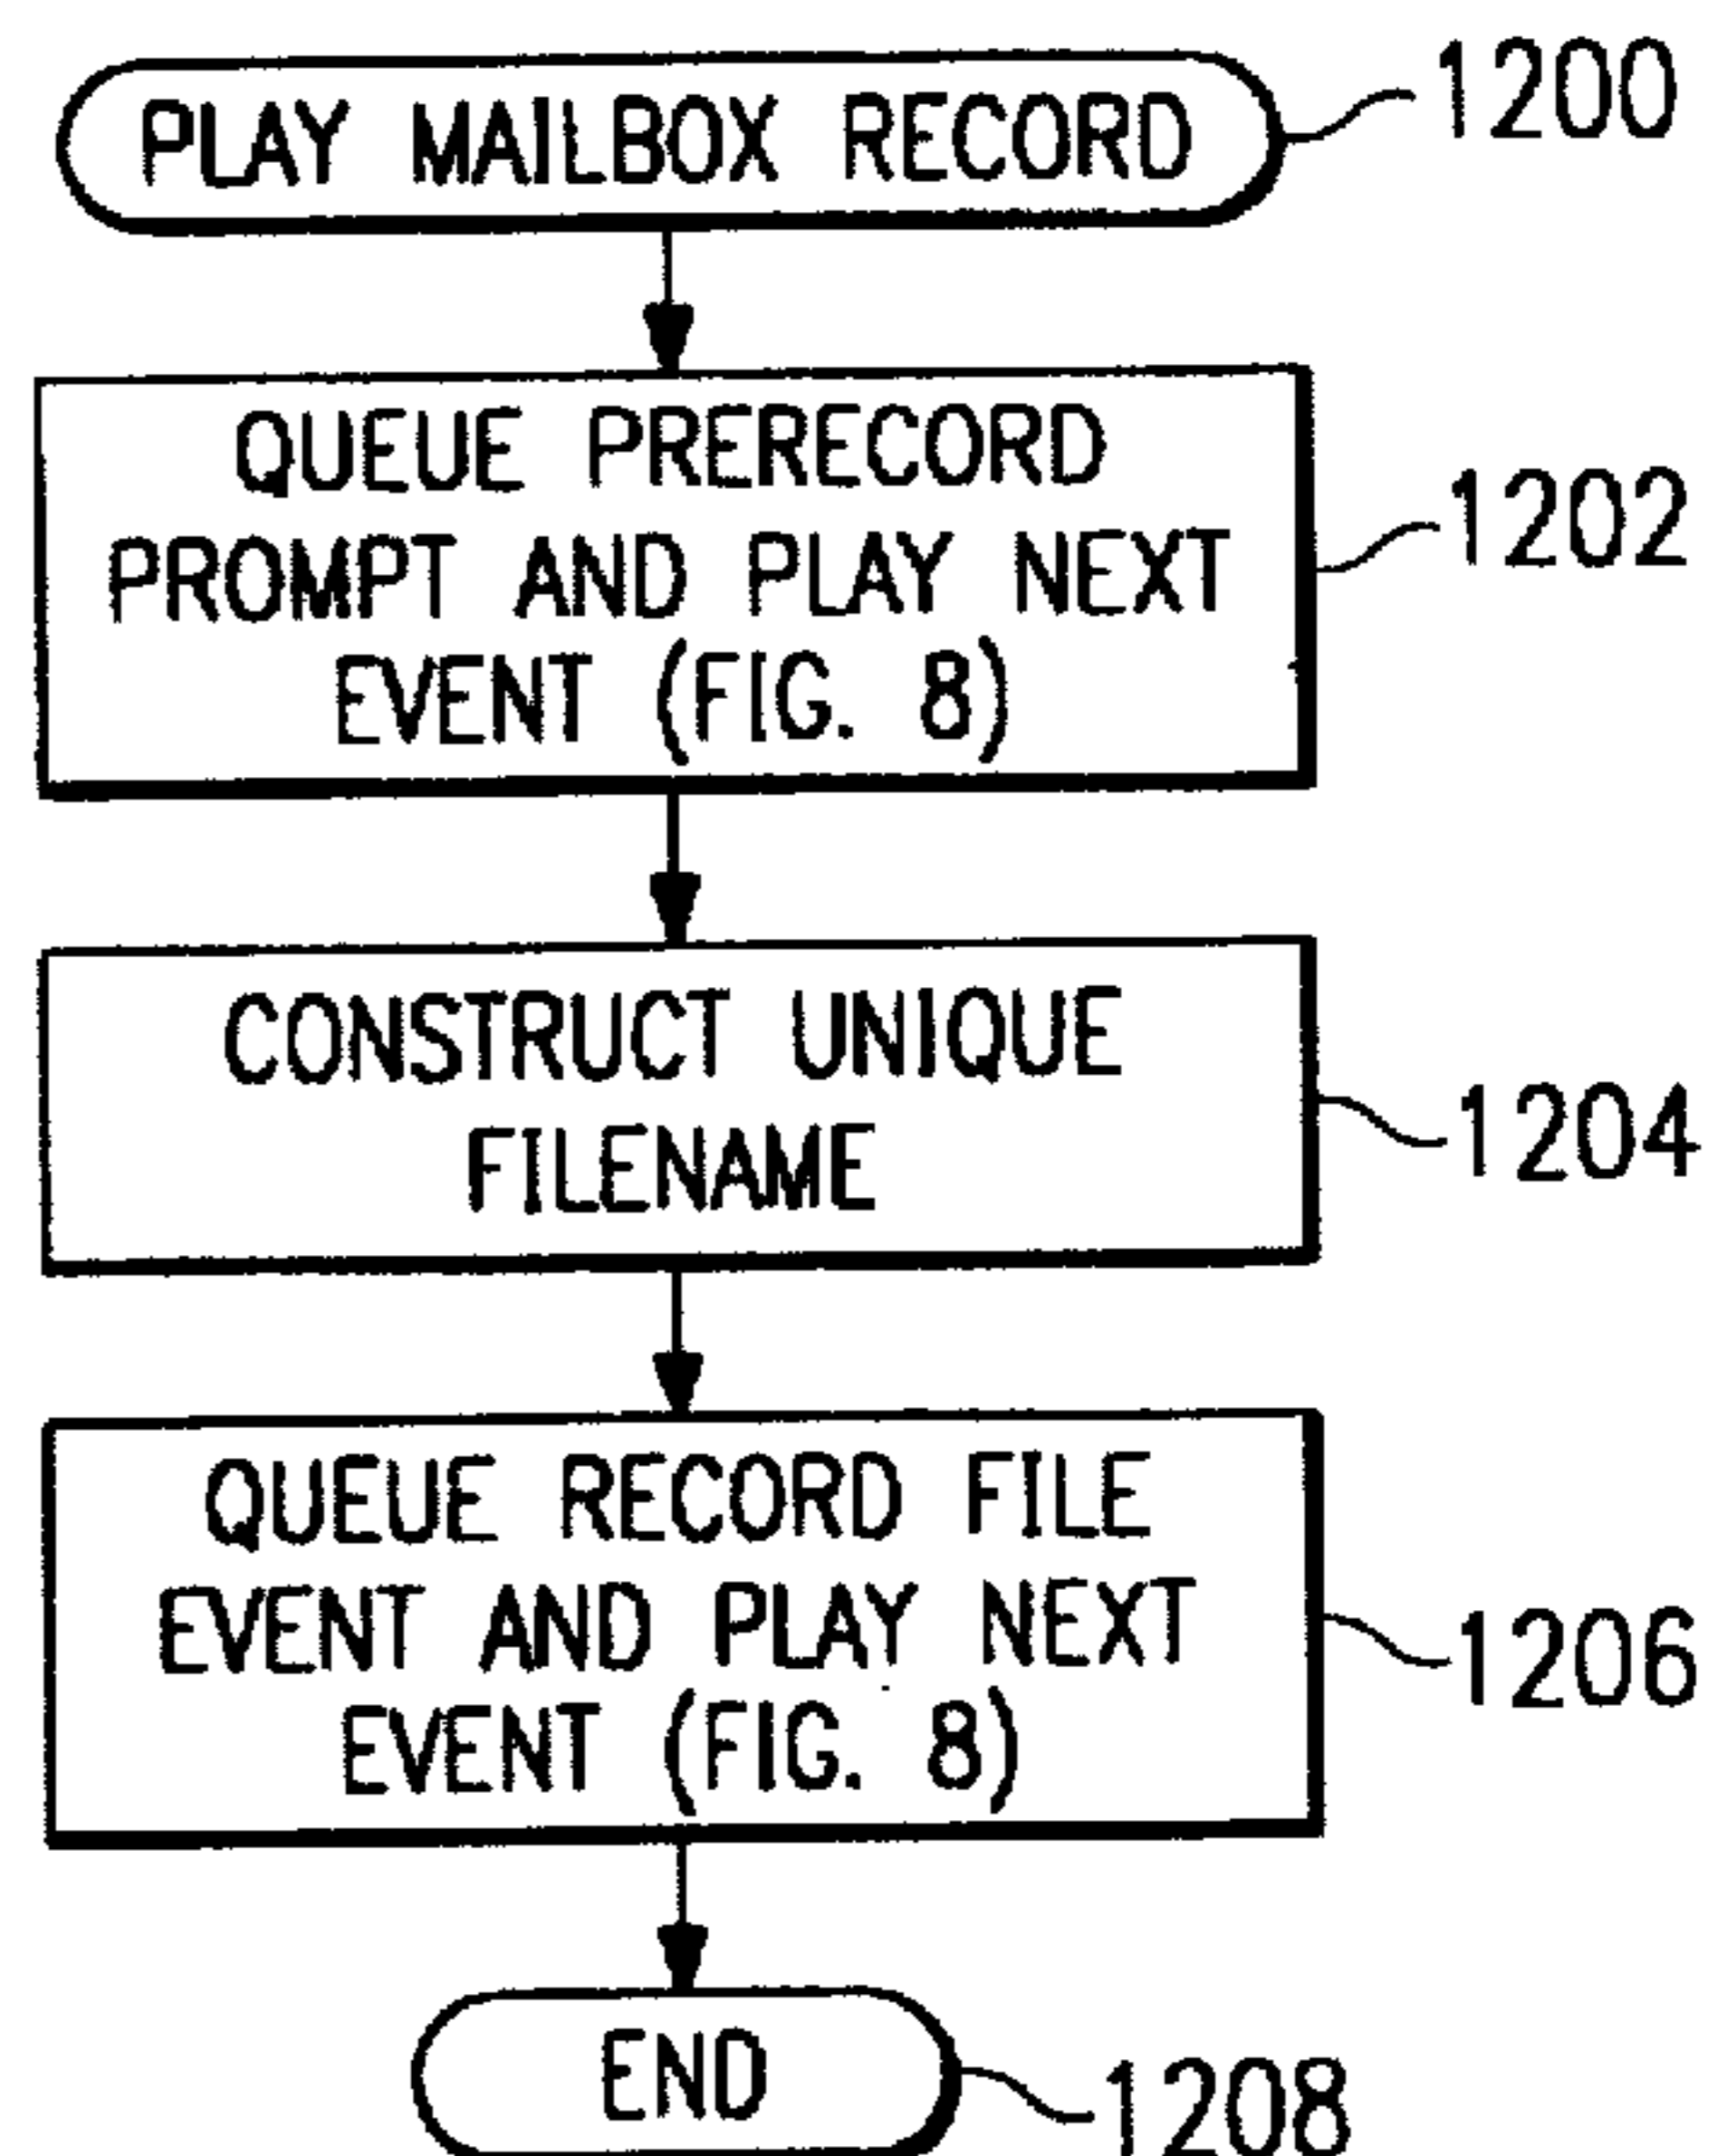 PLAY MAILBOX RECORD
1200
QUEUE PRERECORD
PROMPT AND PLAY NEXT
EVENT (FIG. 8)
1202
CONSTRUCT UNIQUE
FILENAME
1204
QUEUE RECORD FILE
EVENT AND PLAY NEXT
EVENT (FIG. 8)
1206
END
1208